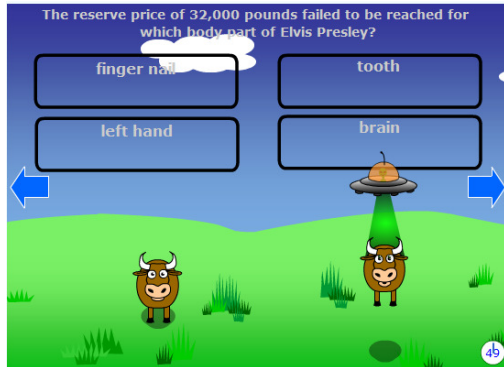 The reserve price of 32,000 pounds failed to be reached for
which body part of Elvis Presley?
finger nail
tooth
left hand
brain
49